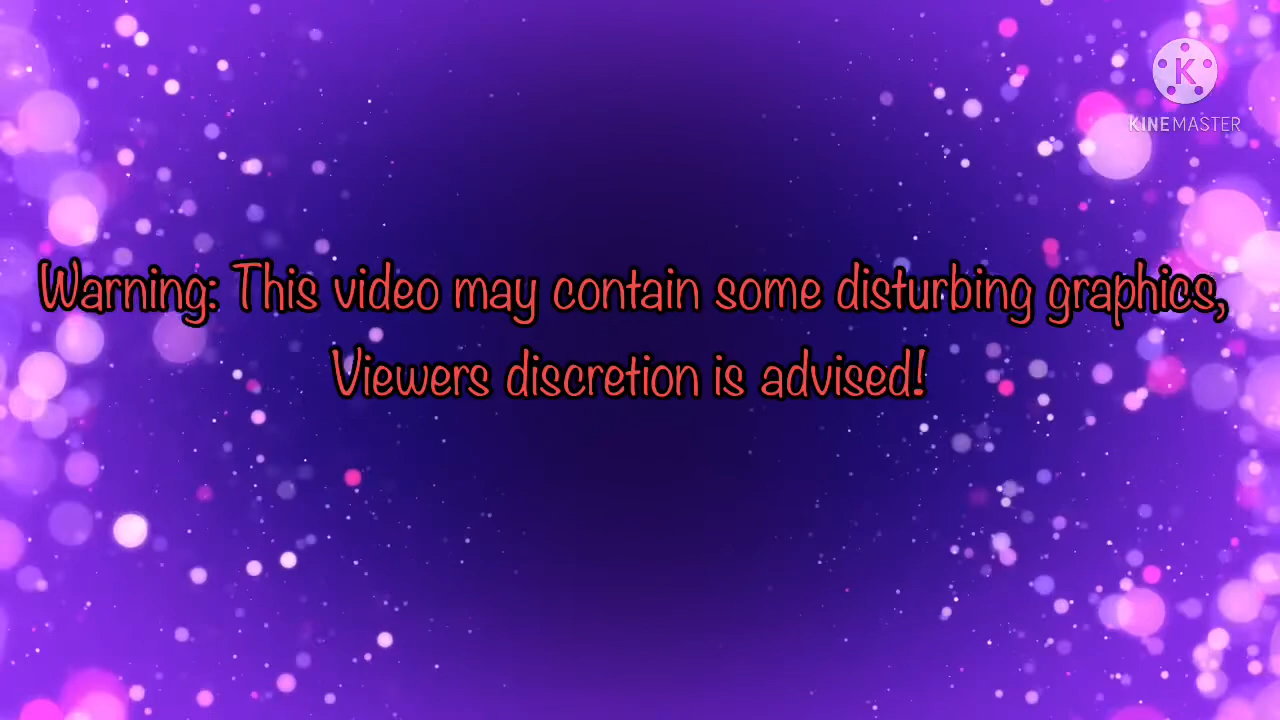 K
KINEMASTER
Warning: This video may contain some disturbing graphics,
Viewers discretion is advised!